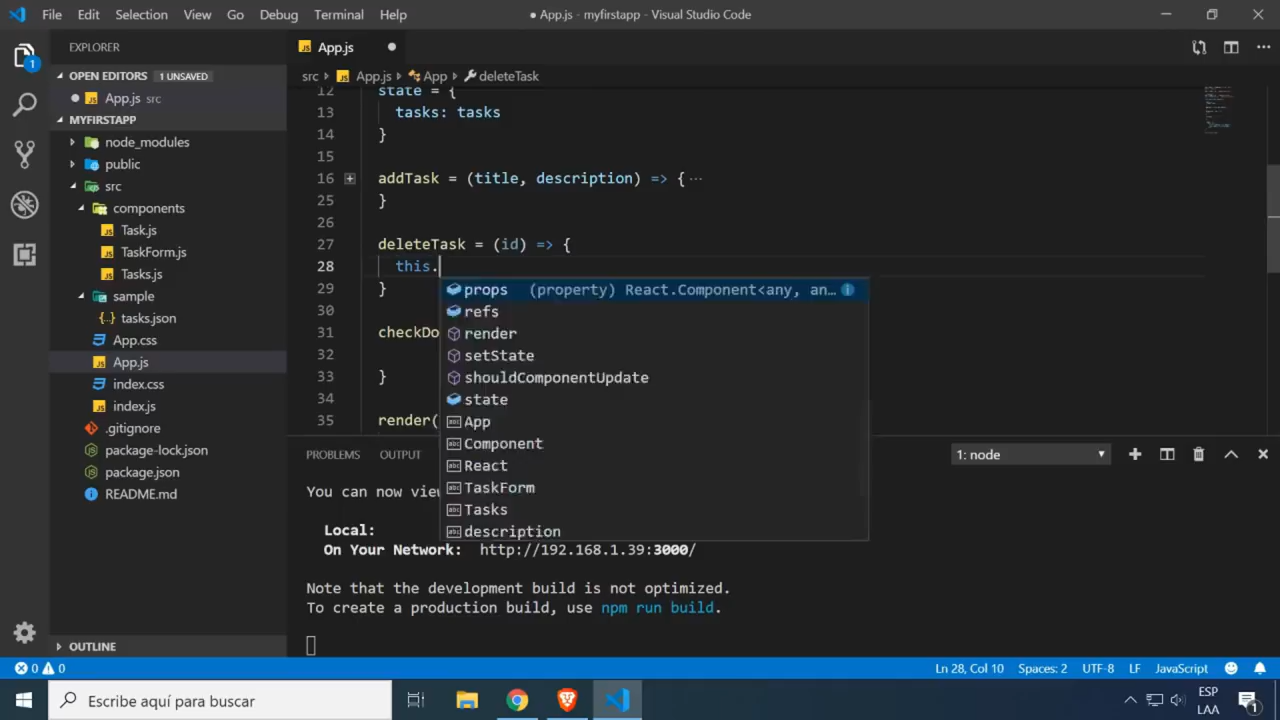 File Edit Selection View Go Debug Terminal Help
● App.js - myfirstapp - Visual Studio Code
EXPLORER
OPEN EDITORS 1 UNSAVED
App.js src
MYFIRSTAPP
node_modules
public
src
components
Task.js
TaskForm.js
Tasks.js
sample
tasks.json
App.css
App.js
index.css
index.js
.gitignore
package-lock.json
package.json
README.md
OUTLINE
App.js
src App.js App deleteTask
12 state = {
13 tasks: tasks
14 }
15
16 addTask = (title, description) => { ...
25 }
26
27 deleteTask = (id) => {
28 this.
29 }
30
31 checkDo
32
33 }
34
35 render(
props (property) React.Component<any, an...
refs
render
setState
shouldComponentUpdate
state
App
Component
React
TaskForm
Tasks
description
PROBLEMS OUTPUT
1: node
You can now view
Local:
On Your Network: http://192.168.1.39:3000/
Note that the development build is not optimized.
To create a production build, use npm run build.
0 0
Ln 28, Col 10 Spaces: 2 UTF-8 LF JavaScript
1
Escribe aquí para buscar
ESP
LAA
1